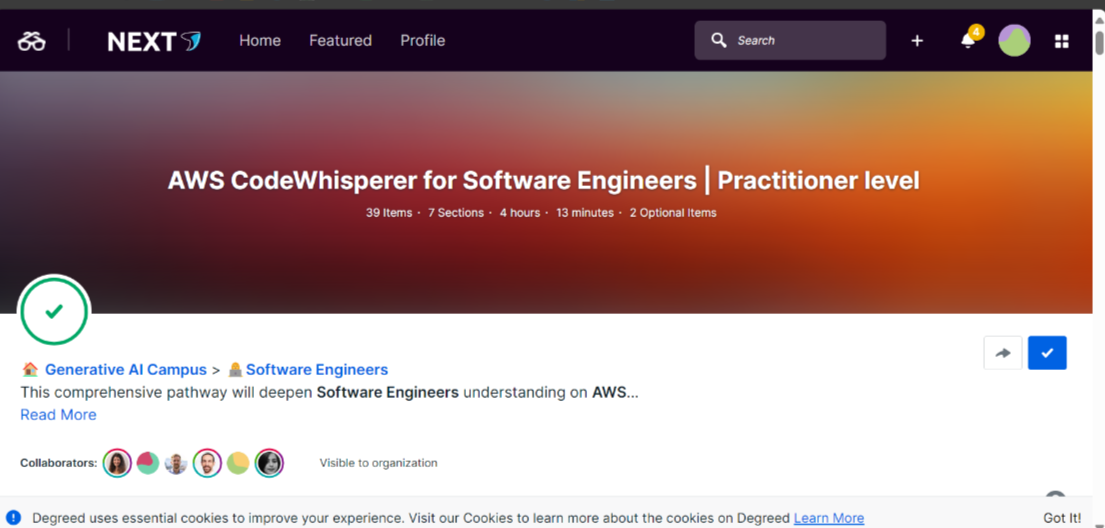 NEXT Home Featured Profile Search 4
AWS CodeWhisperer for Software Engineers | Practitioner level
39 Items · 7 Sections · 4 hours · 13 minutes · 2 Optional Items
Generative AI Campus > Software Engineers
This comprehensive pathway will deepen Software Engineers understanding on AWS...
Read More
Collaborators: Visible to organization
Degreed uses essential cookies to improve your experience. Visit our Cookies to learn more about the cookies on Degreed Learn More Got It!